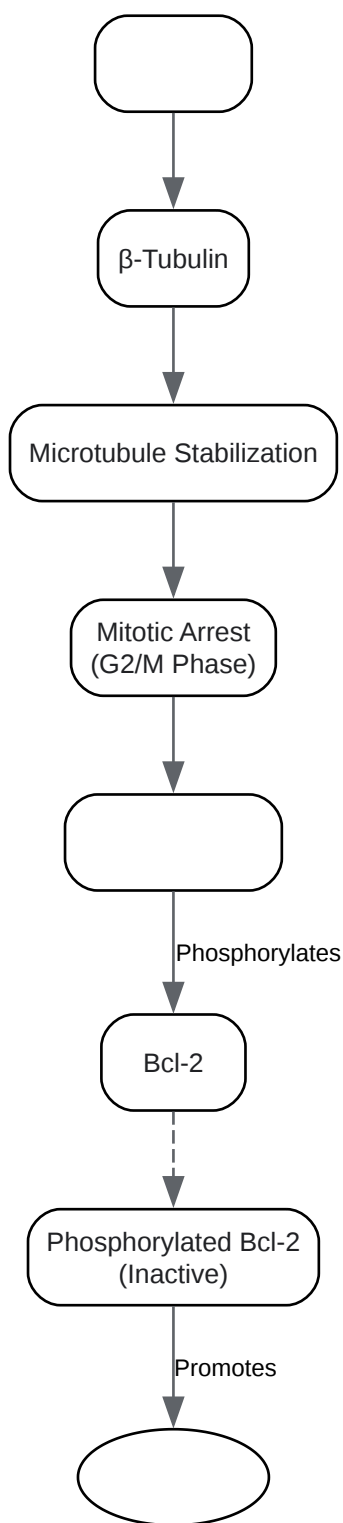 β-Tubulin
Microtubule Stabilization
Mitotic Arrest
(G2/M Phase)
Phosphorylates
Bcl-2
Phosphorylated Bcl-2
(Inactive)
Promotes